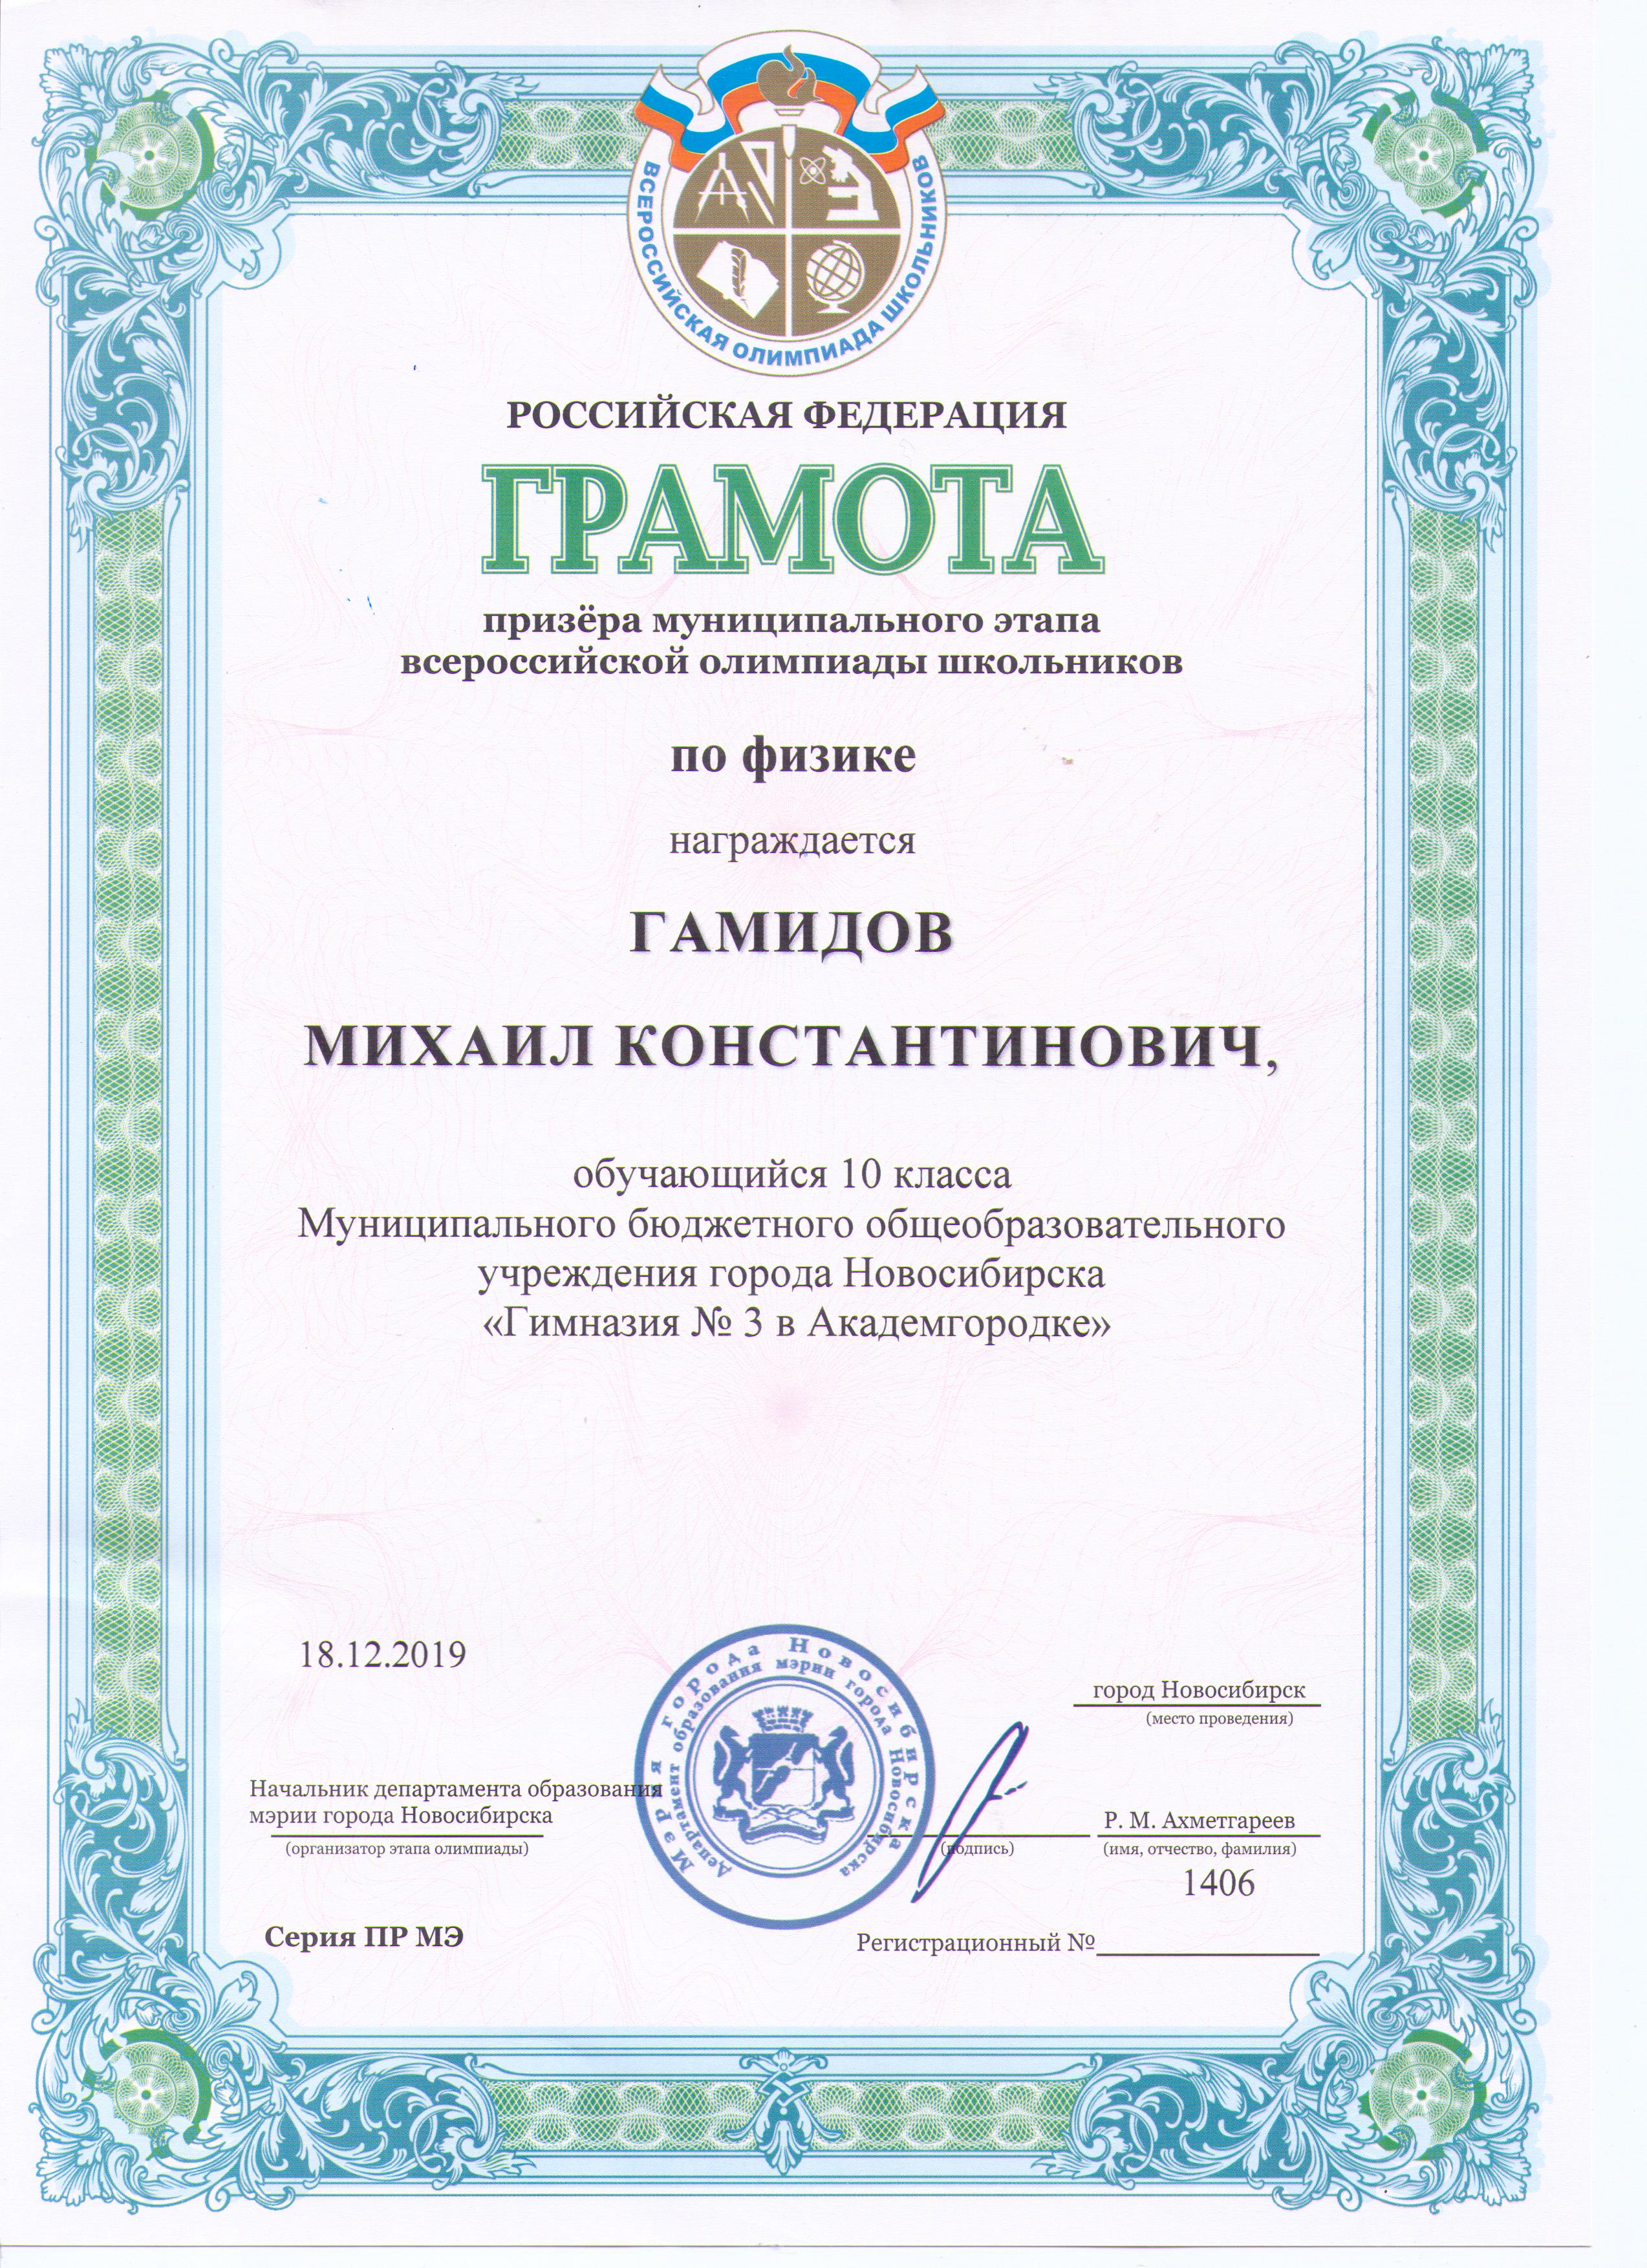 ВСЕРОССИЙСКАЯ ОЛИМПИАДА ШКОЛЬНИКОВ
РОССИЙСКАЯ ФЕДЕРАЦИЯ
ГРАМОТА
призёра муниципального этапа
всероссийской олимпиады школьников
по физике
награждается
ГАМИДОВ
МИХАИЛ КОНСТАНТИНОВИЧ,
обучающийся 10 класса
Муниципального бюджетного общеобразовательного
учреждения города Новосибирска
«Гимназия № 3 в Академгородке»
18.12.2019
город Новосибирск
(место проведения)
Мэрия города Новосибирска
Департамент образования мэрии города Новосибирска
Начальник департамента образования
мэрии города Новосибирска
(организатор этапа олимпиады)
(подпись)
Р. М. Ахметгареев
(имя, отчество, фамилия)
1406
Серия ПР МЭ
Регистрационный №